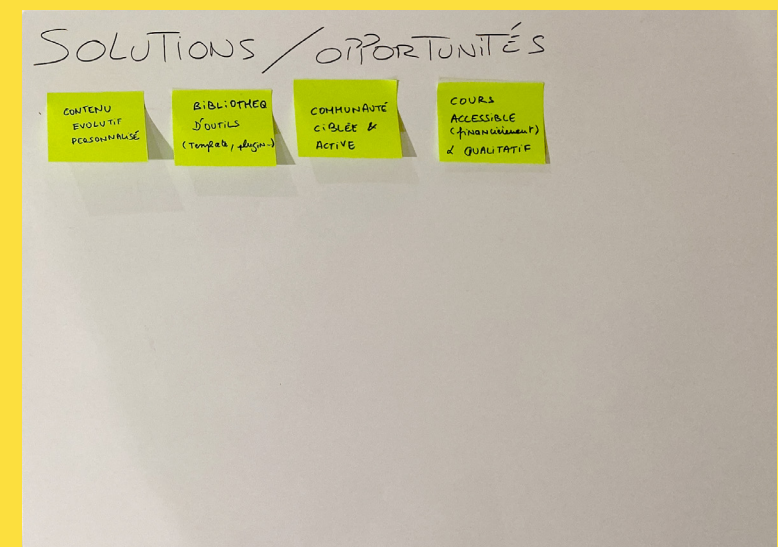 SOLUTIONS / OPPORTUNITÉS
CONTENU
EVOLUTIF
PERSONNALISÉ
BIBLIOTHEQ
D'OUTILS
(Template, plugin...)
COMMUNAUTÉ
CIBLÉE &
ACTIVE
COURS
ACCESSIBLE
(financièrement)
& QUALITATIF